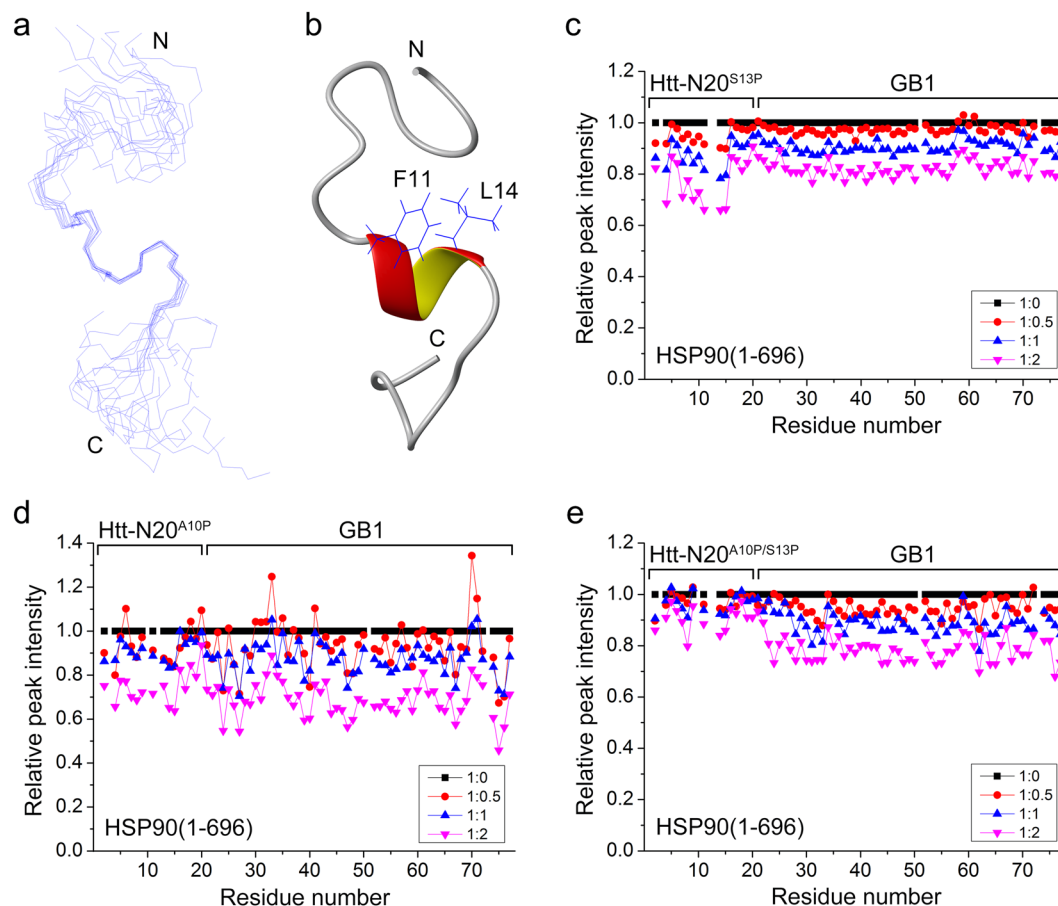 a
N
C
b
N
F11
L14
C
c
Htt-N20^S13P
GB1
Relative peak intensity
1.2
1.0
0.8
0.6
0.4
0.2
0.0
1:0
1:0.5
1:1
1:2
HSP90(1-696)
10 20 30 40 50 60 70
Residue number
d
Htt-N20^A10P
GB1
Relative peak intensity
1.4
1.2
1.0
0.8
0.6
0.4
0.2
0.0
1:0
1:0.5
1:1
1:2
HSP90(1-696)
10 20 30 40 50 60 70
Residue number
e
Htt-N20^A10P/S13P
GB1
Relative peak intensity
1.2
1.0
0.8
0.6
0.4
0.2
0.0
1:0
1:0.5
1:1
1:2
HSP90(1-696)
10 20 30 40 50 60 70
Residue number